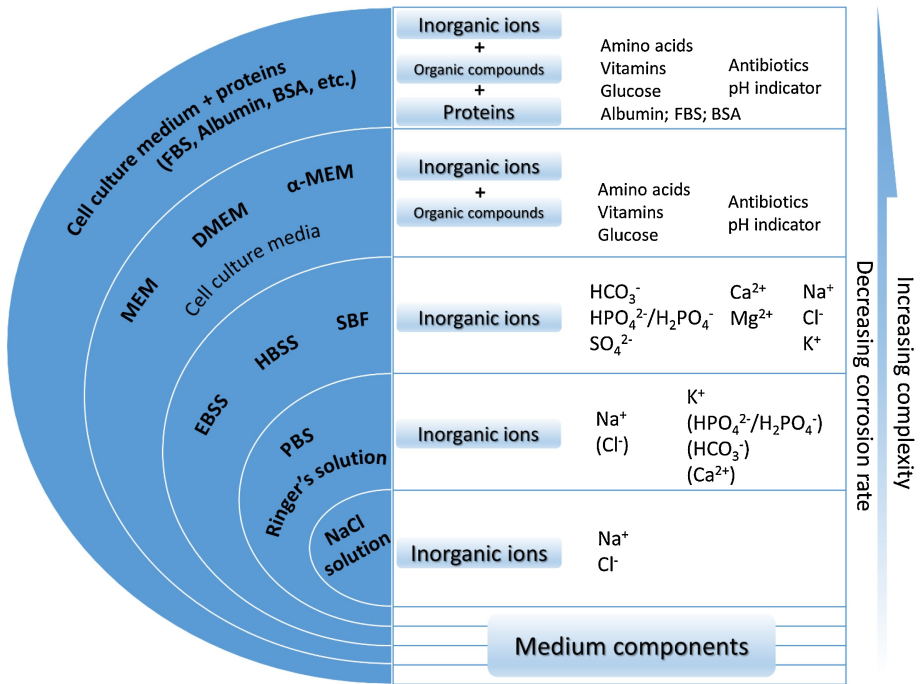 Cell culture medium + proteins
(FBS, Albumin, BSA, etc.)
Inorganic ions
+
Organic compounds
+
Proteins
Amino acids
Vitamins
Glucose
Albumin; FBS; BSA
Antibiotics
pH indicator
MEM
DMEM
α-MEM
Cell culture media
Inorganic ions
+
Organic compounds
Amino acids
Vitamins
Glucose
Antibiotics
pH indicator
EBSS
HBSS
SBF
Inorganic ions
HCO₃⁻
HPO₄²⁻/H₂PO₄⁻
SO₄²⁻
Ca²⁺
Mg²⁺
Na⁺
Cl⁻
K⁺
PBS
Ringer's solution
Inorganic ions
Na⁺
(Cl⁻)
K⁺
(HPO₄²⁻/H₂PO₄⁻)
(HCO₃⁻)
(Ca²⁺)
NaCl
solution
Inorganic ions
Na⁺
Cl⁻
Medium components
Decreasing corrosion rate
Increasing complexity